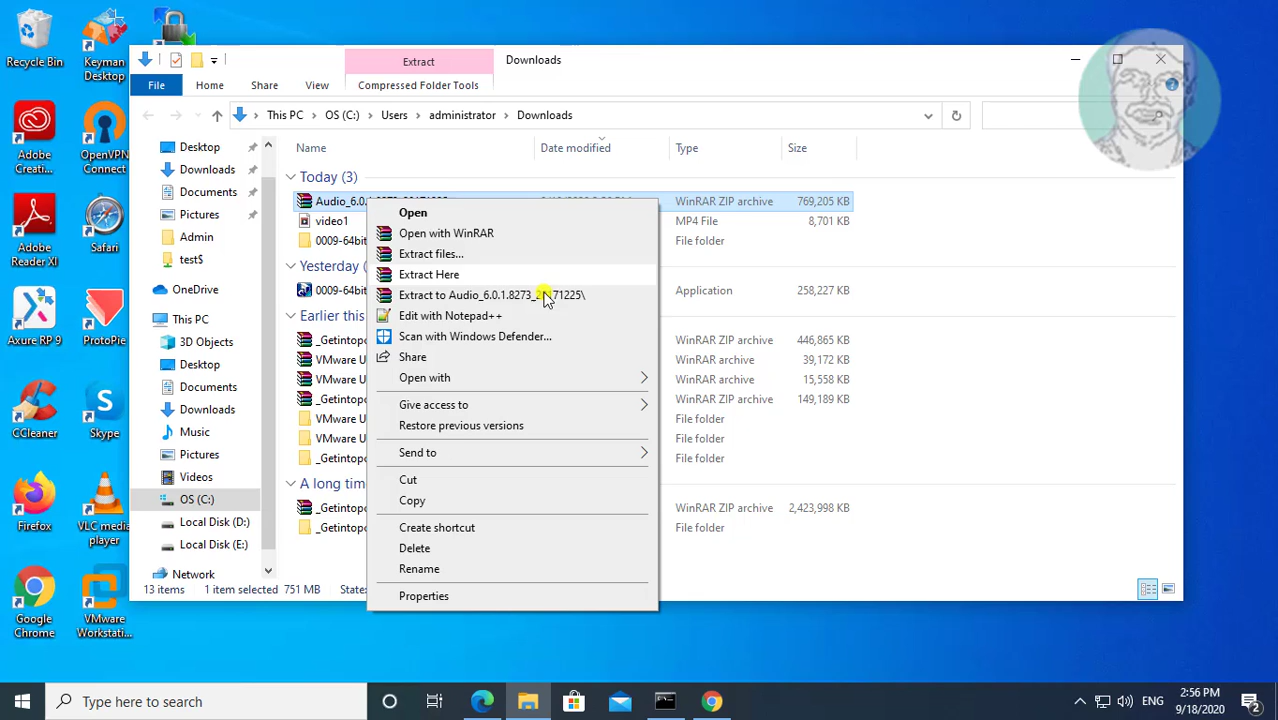 Recycle Bin
Keyman
Desktop
Adobe
Creati...
OpenVPN
Connect
Adobe
Reader XI
Safari
Axure RP 9
ProtoPie
CCleaner
Skype
Firefox
VLC media
player
Google
Chrome
VMware
Workstati...
Extract
Downloads
File
Home
Share
View
Compressed Folder Tools
This PC
OS (C:)
Users
administrator
Downloads
Desktop
Downloads
Documents
Pictures
Admin
test$
OneDrive
This PC
3D Objects
Desktop
Documents
Downloads
Music
Pictures
Videos
OS (C:)
Local Disk (D:)
Local Disk (E:)
Network
Name Date modified Type Size
Today (3)
WinRAR ZIP archive 769,205 KB
video1 MP4 File 8,701 KB
0009-64bit File folder
Yesterday
0009-64bit Application 258,227 KB
Earlier this
_Getintopc WinRAR ZIP archive 446,865 KB
VMware U WinRAR archive 39,172 KB
VMware U WinRAR archive 15,558 KB
_Getintopc WinRAR ZIP archive 149,189 KB
VMware U File folder
VMware U File folder
_Getintopc File folder
A long time
_Getintopc WinRAR ZIP archive 2,423,998 KB
_Getintopc File folder
Open
Open with WinRAR
Extract files...
Extract Here
Extract to Audio_6.0.1.8273_20171225\
Edit with Notepad++
Scan with Windows Defender...
Share
Open with
Give access to
Restore previous versions
Send to
Cut
Copy
Create shortcut
Delete
Rename
Properties
13 items 1 item selected 751 MB State:
Type here to search
ENG
2:56 PM
9/18/2020
2